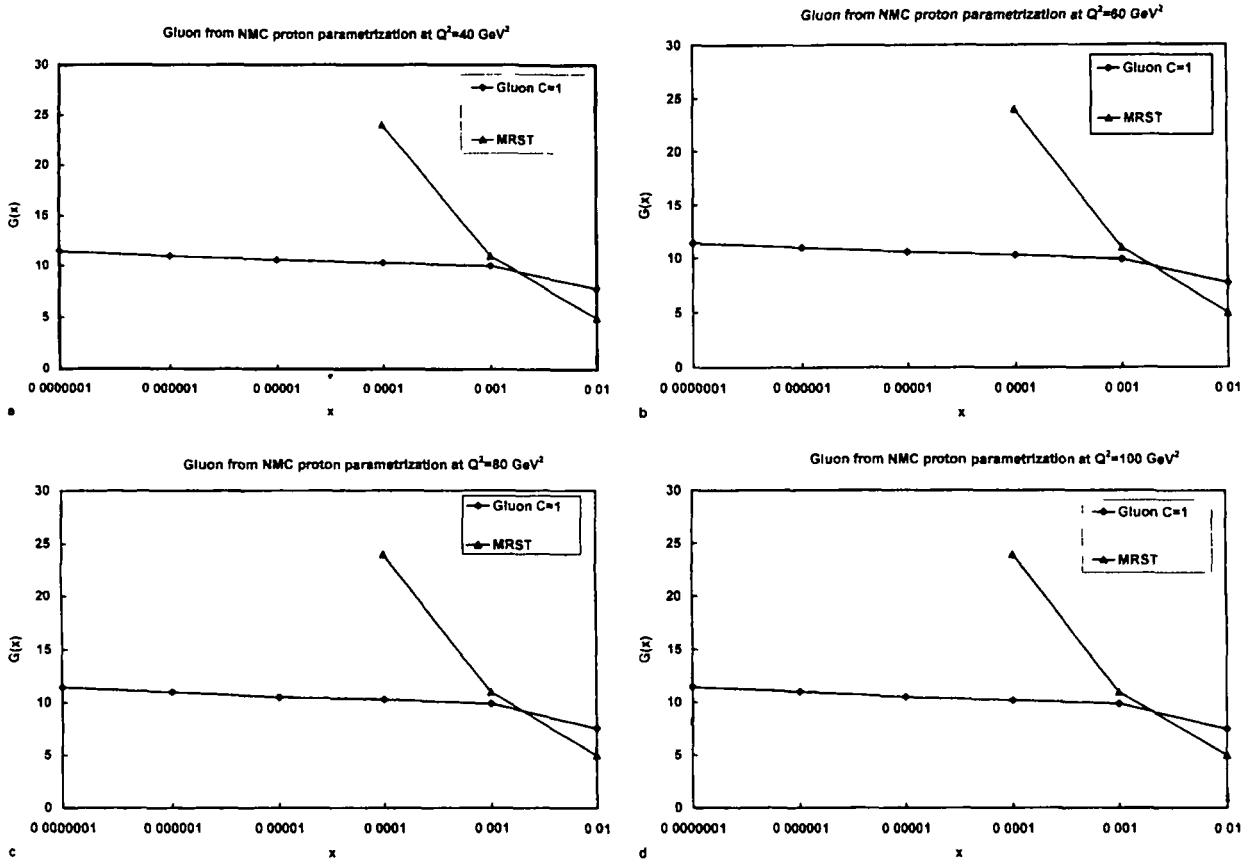 Gluon from NMC proton parametrization at Q²=40 GeV²
30
25
20
15
10
5
0
G(x)
Gluon C=1
MRST
0 0000001
0 000001
0 00001
0 0001
0 001
0 01
x
a
Gluon from NMC proton parametrization at Q²=60 GeV²
30
25
20
15
10
5
0
G(x)
Gluon C=1
MRST
0 0000001
0 000001
0 00001
0 0001
0 001
0 01
x
b
Gluon from NMC proton parametrization at Q²=80 GeV²
30
25
20
15
10
5
0
G(x)
Gluon C=1
MRST
0 0000001
0 000001
0 00001
0 0001
0 001
0 01
x
c
Gluon from NMC proton parametrization at Q²=100 GeV²
30
25
20
15
10
5
0
G(x)
Gluon C=1
MRST
0 0000001
0 000001
0 00001
0 0001
0 001
0 01
x
d